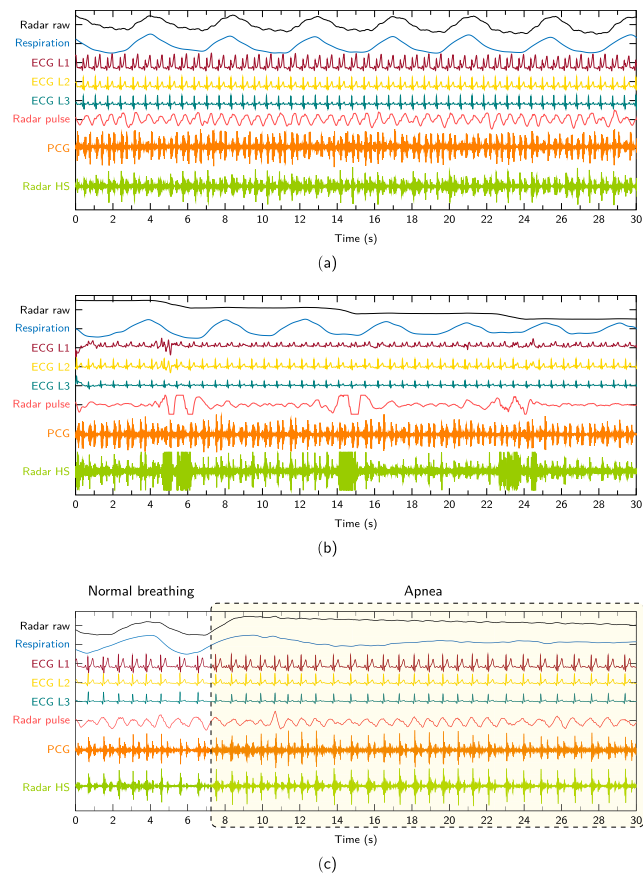 Radar raw
Respiration
ECG L1
ECG L2
ECG L3
Radar pulse
PCG
Radar HS
0 2 4 6 8 10 12 14 16 18 20 22 24 26 28 30
Time (s)
(a)
Radar raw
Respiration
ECG L1
ECG L2
ECG L3
Radar pulse
PCG
Radar HS
0 2 4 6 8 10 12 14 16 18 20 22 24 26 28 30
Time (s)
(b)
Normal breathing Apnea
Radar raw
Respiration
ECG L1
ECG L2
ECG L3
Radar pulse
PCG
Radar HS
0 2 4 6 8 10 12 14 16 18 20 22 24 26 28 30
Time (s)
(c)